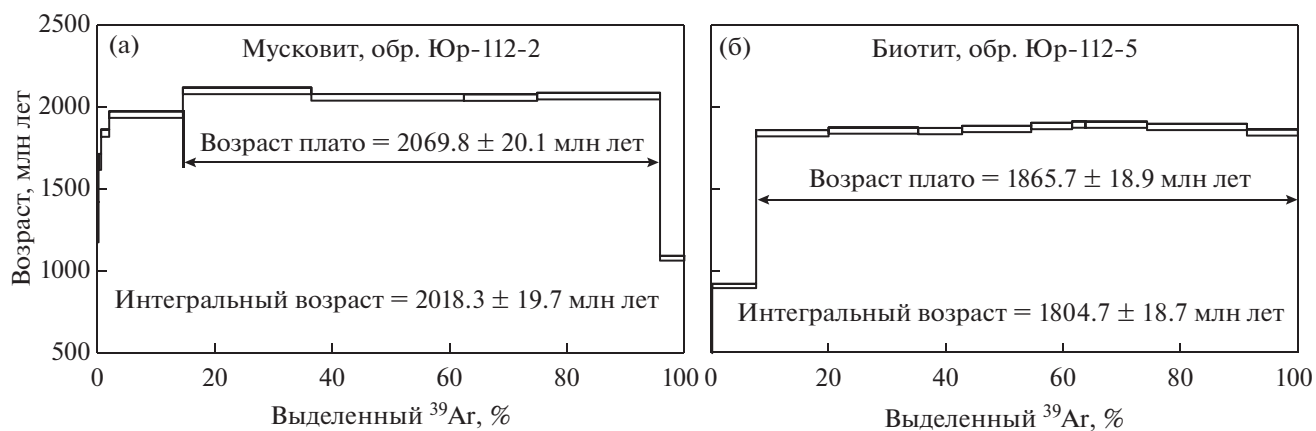 2500
2000
1500
1000
500
Возраст, млн лет
(а)
Мусковит, обр. Юр-112-2
Возраст плато = 2069.8 ± 20.1 млн лет
Интегральный возраст = 2018.3 ± 19.7 млн лет
0 20 40 60 80 100
Выделенный ³⁹Ar, %
(б)
Биотит, обр. Юр-112-5
Возраст плато = 1865.7 ± 18.9 млн лет
Интегральный возраст = 1804.7 ± 18.7 млн лет
0 20 40 60 80 100
Выделенный ³⁹Ar, %